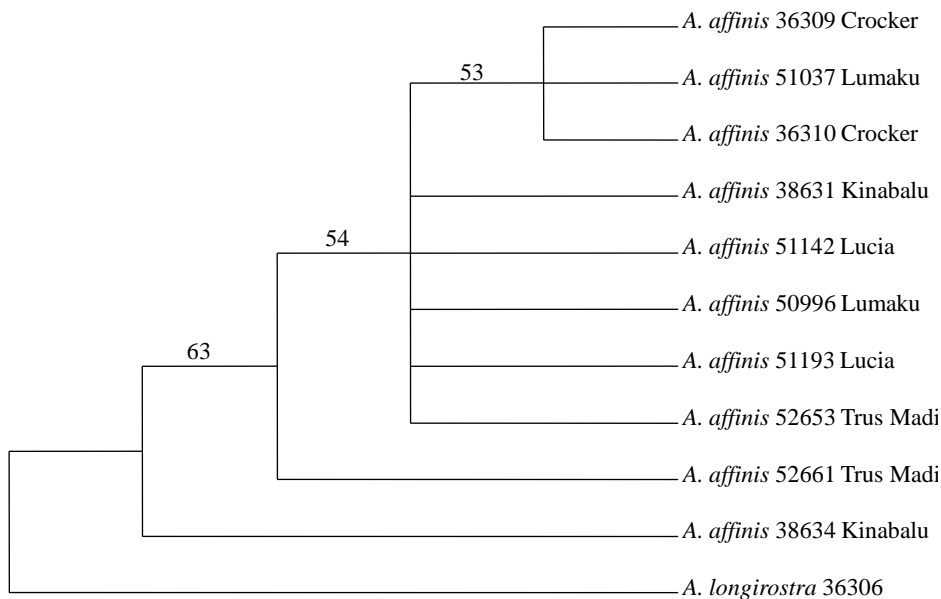 A. affinis 36309 Crocker
53
A. affinis 51037 Lumaku
A. affinis 36310 Crocker
A. affinis 38631 Kinabalu
54
A. affinis 51142 Lucia
A. affinis 50996 Lumaku
63
A. affinis 51193 Lucia
A. affinis 52653 Trus Madi
A. affinis 52661 Trus Madi
A. affinis 38634 Kinabalu
A. longirostra 36306